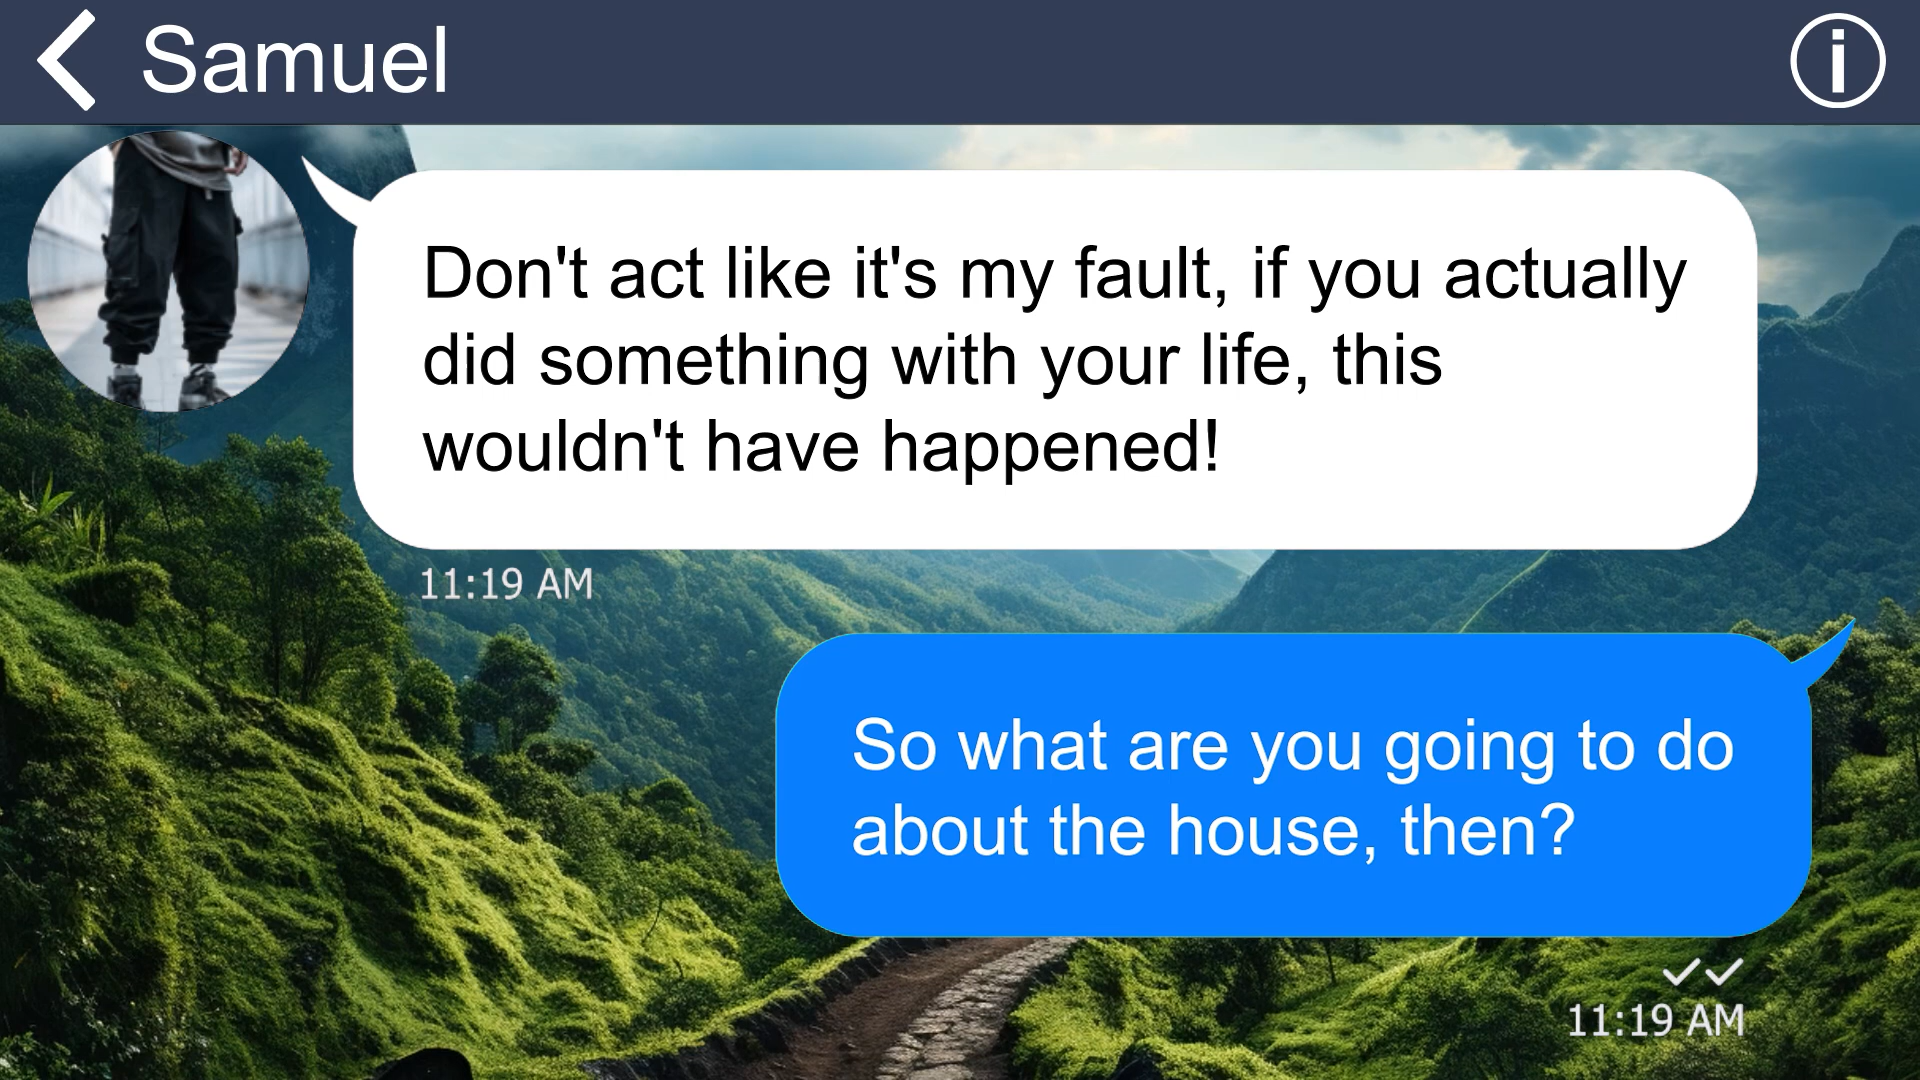 Samuel
Don't act like it's my fault, if you actually
did something with your life, this
wouldn't have happened!
11:19 AM
So what are you going to do
about the house, then?
11:19 AM